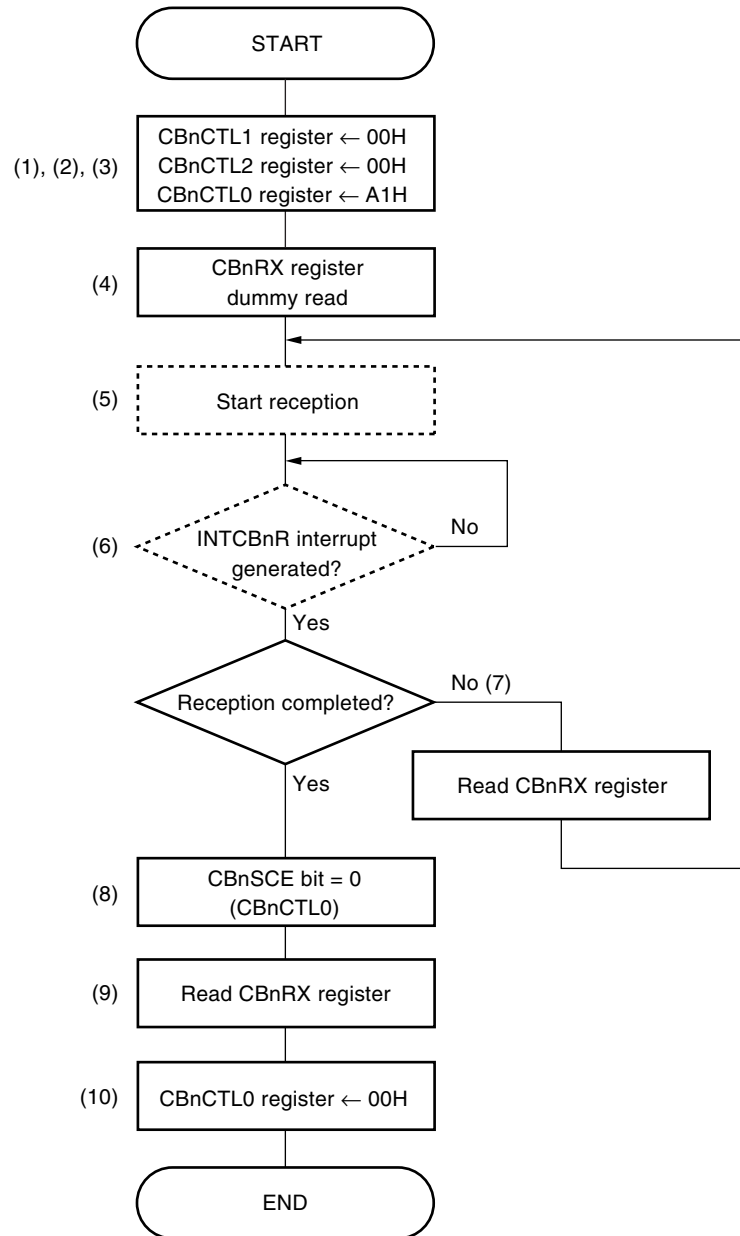 START
(1), (2), (3)
CBnCTL1 register ← 00H
CBnCTL2 register ← 00H
CBnCTL0 register ← A1H
(4)
CBnRX register
dummy read
(5)
Start reception
(6)
INTCBnR interrupt
generated?
No
Yes
Reception completed?
No (7)
Read CBnRX register
Yes
(8)
CBnSCE bit = 0
(CBnCTL0)
(9)
Read CBnRX register
(10)
CBnCTL0 register ← 00H
END